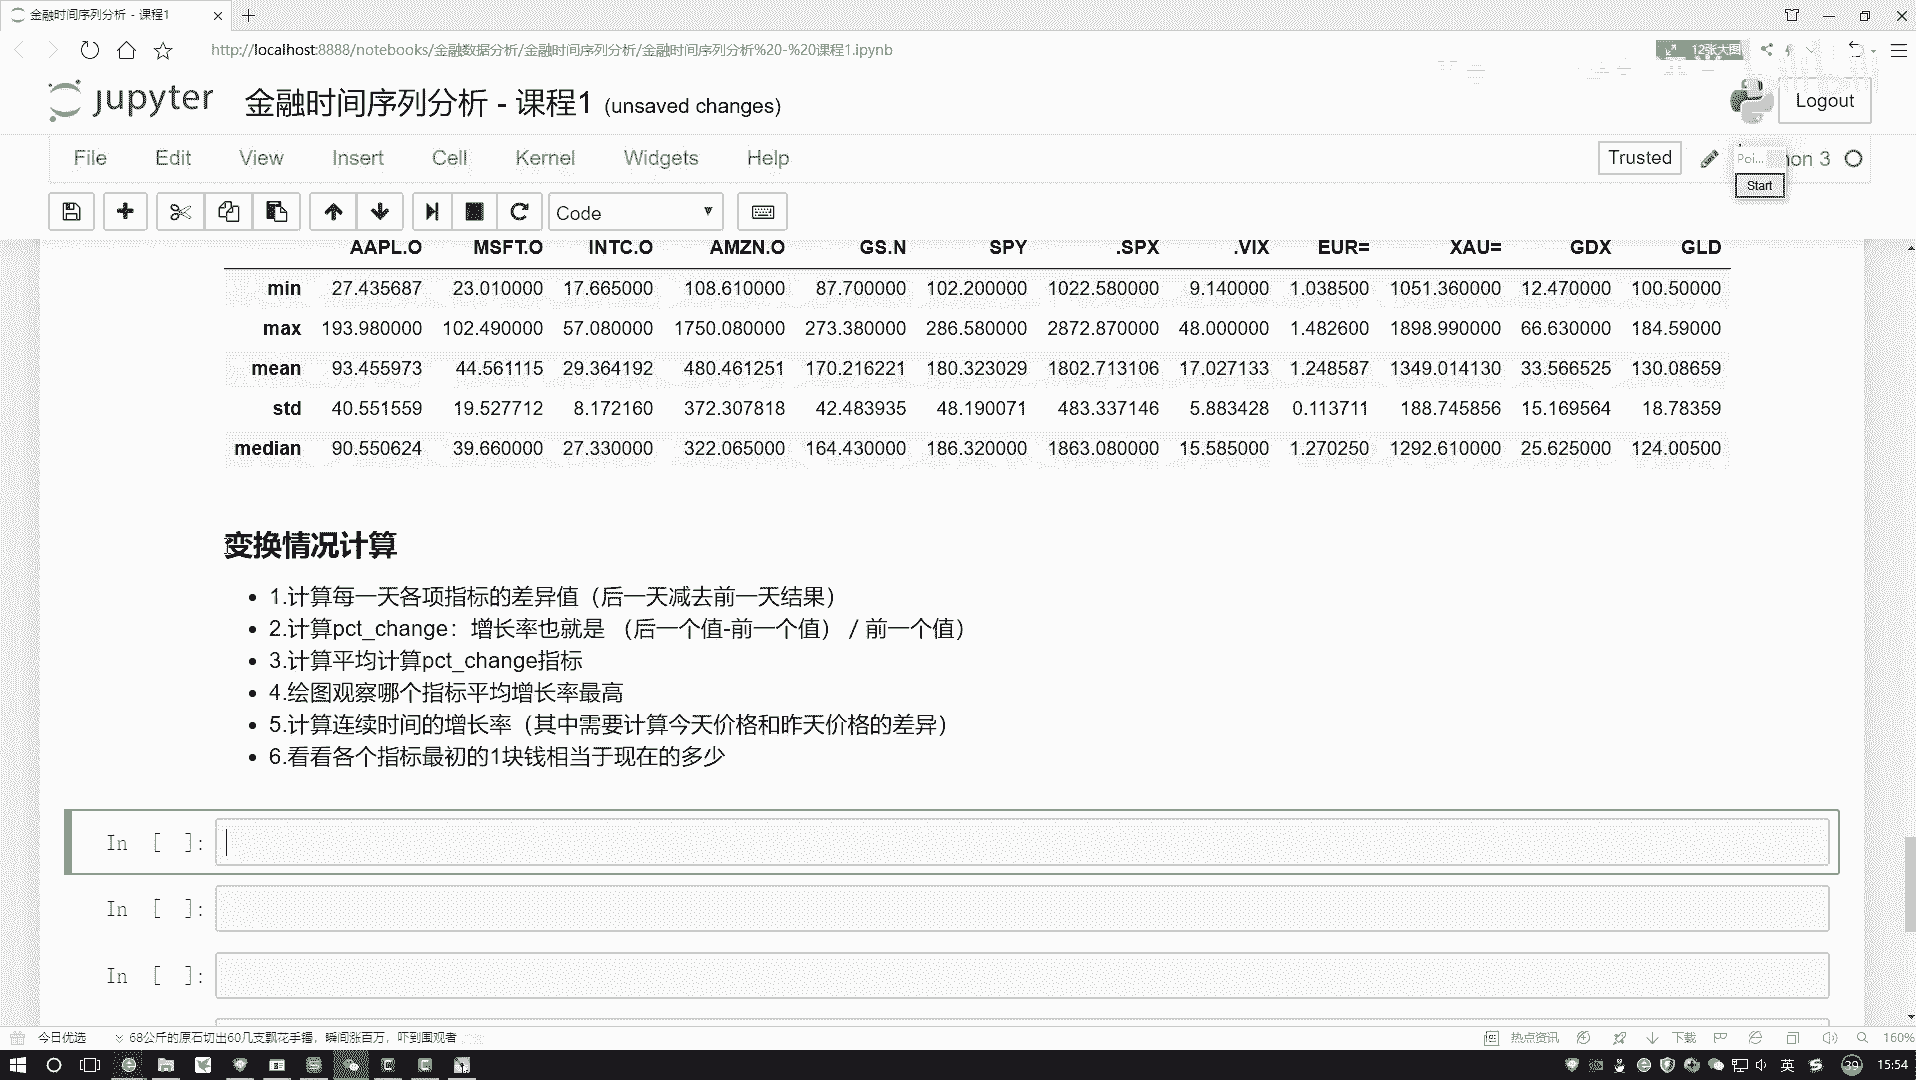 金融时间序列分析 - 课程1
http://localhost:8888/notebooks/金融数据分析/金融时间序列分析/金融时间序列分析%20-%20课程1.ipynb
12张大图
jupyter 金融时间序列分析 - 课程1 (unsaved changes)
Logout
File Edit View Insert Cell Kernel Widgets Help
Trusted
Poi...
hon 3
Start
Code
AAPL.O MSFT.O INTC.O AMZN.O GS.N SPY .SPX .VIX EUR= XAU= GDX GLD
min 27.435687 23.010000 17.665000 108.610000 87.700000 102.200000 1022.580000 9.140000 1.038500 1051.360000 12.470000 100.50000
max 193.980000 102.490000 57.080000 1750.080000 273.380000 286.580000 2872.870000 48.000000 1.482600 1898.990000 66.630000 184.59000
mean 93.455973 44.561115 29.364192 480.461251 170.216221 180.323029 1802.713106 17.027133 1.248587 1349.014130 33.566525 130.08659
std 40.551559 19.527712 8.172160 372.307818 42.483935 48.190071 483.337146 5.883428 0.113711 188.745856 15.169564 18.78359
median 90.550624 39.660000 27.330000 322.065000 164.430000 186.320000 1863.080000 15.585000 1.270250 1292.610000 25.625000 124.00500
变换情况计算
• 1.计算每一天各项指标的差异值（后一天减去前一天结果）
• 2.计算pct_change：增长率也就是 （后一个值-前一个值） / 前一个值）
• 3.计算平均计算pct_change指标
• 4.绘图观察哪个指标平均增长率最高
• 5.计算连续时间的增长率（其中需要计算今天价格和昨天价格的差异）
• 6.看看各个指标最初的1块钱相当于现在的多少
In [ ]:
In [ ]:
In [ ]:
今日优选
68公斤的原石切出60几支飘花手镯，瞬间张百万，吓到围观者
热点资讯
下载
160%
英
39
15:54